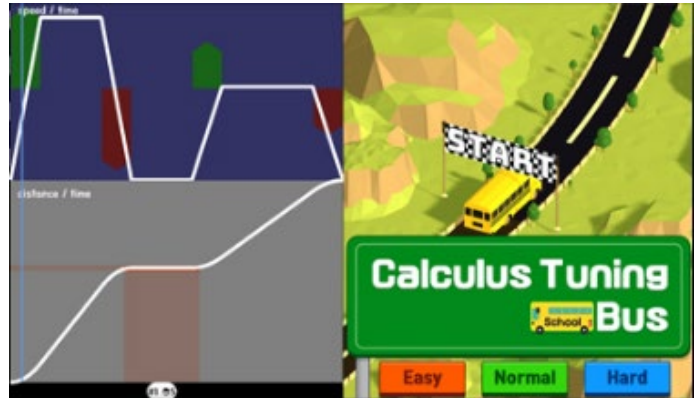 speed / time
distance / time
START
Calculus Tuning
School
Bus
Easy
Normal
Hard